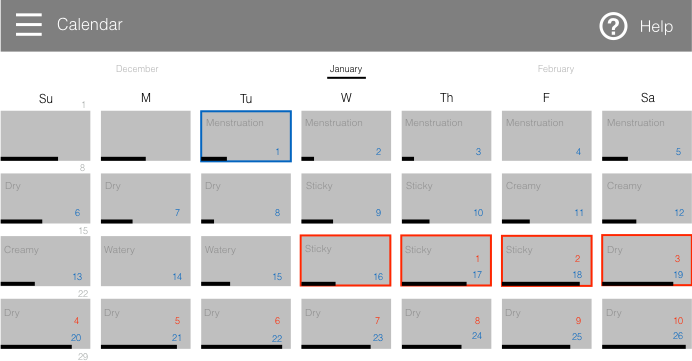 Calendar
? Help
December January February
Su M Tu W Th F Sa
1
Menstruation Menstruation Menstruation Menstruation Menstruation
1 2 3 4 5
8
Dry Dry Dry Sticky Sticky Creamy Creamy
6 7 8 9 10 11 12
15
Creamy Watery Watery Sticky Sticky Sticky Dry
1 2 3
13 14 15 16 17 18 19
22
Dry Dry Dry Dry Dry Dry Dry
4 5 6 7 8 9 10
20 21 22 23 24 25 26
29